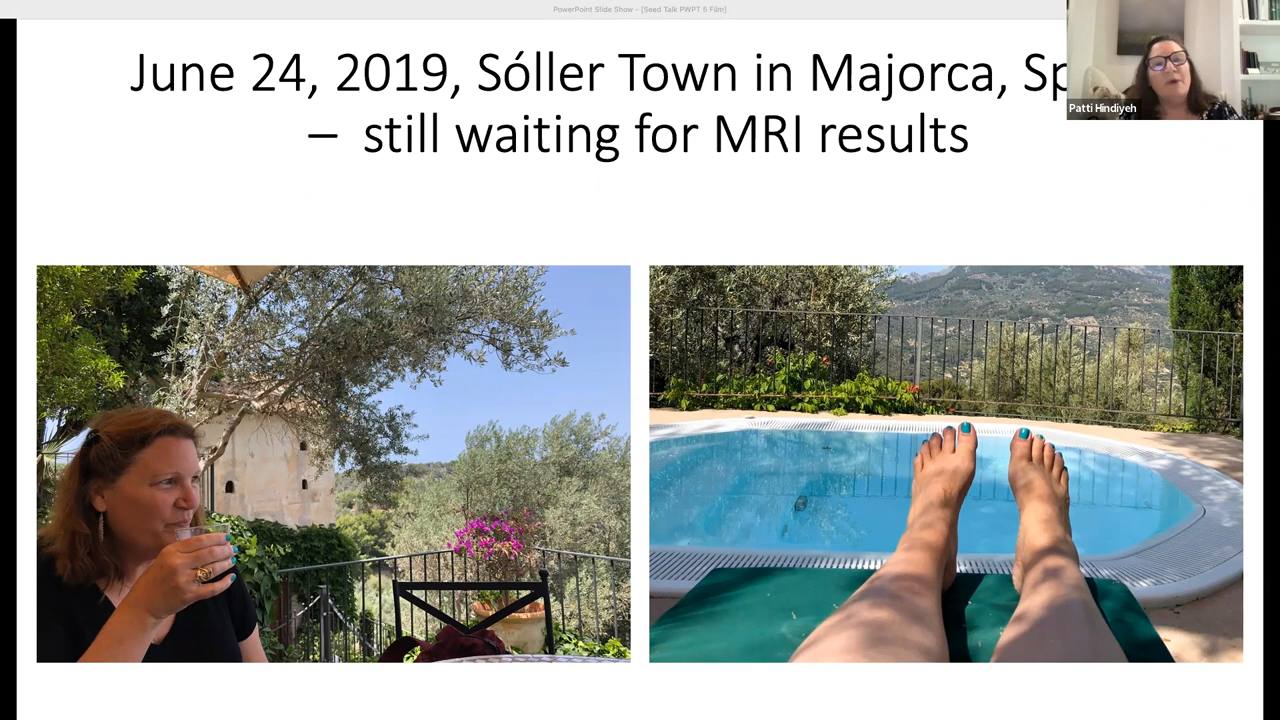 PowerPoint Slide Show - [Seed Talk PWPT 5 Film]
June 24, 2019, Sóller Town in Majorca, Sp
– still waiting for MRI results
Patti Hindiyeh